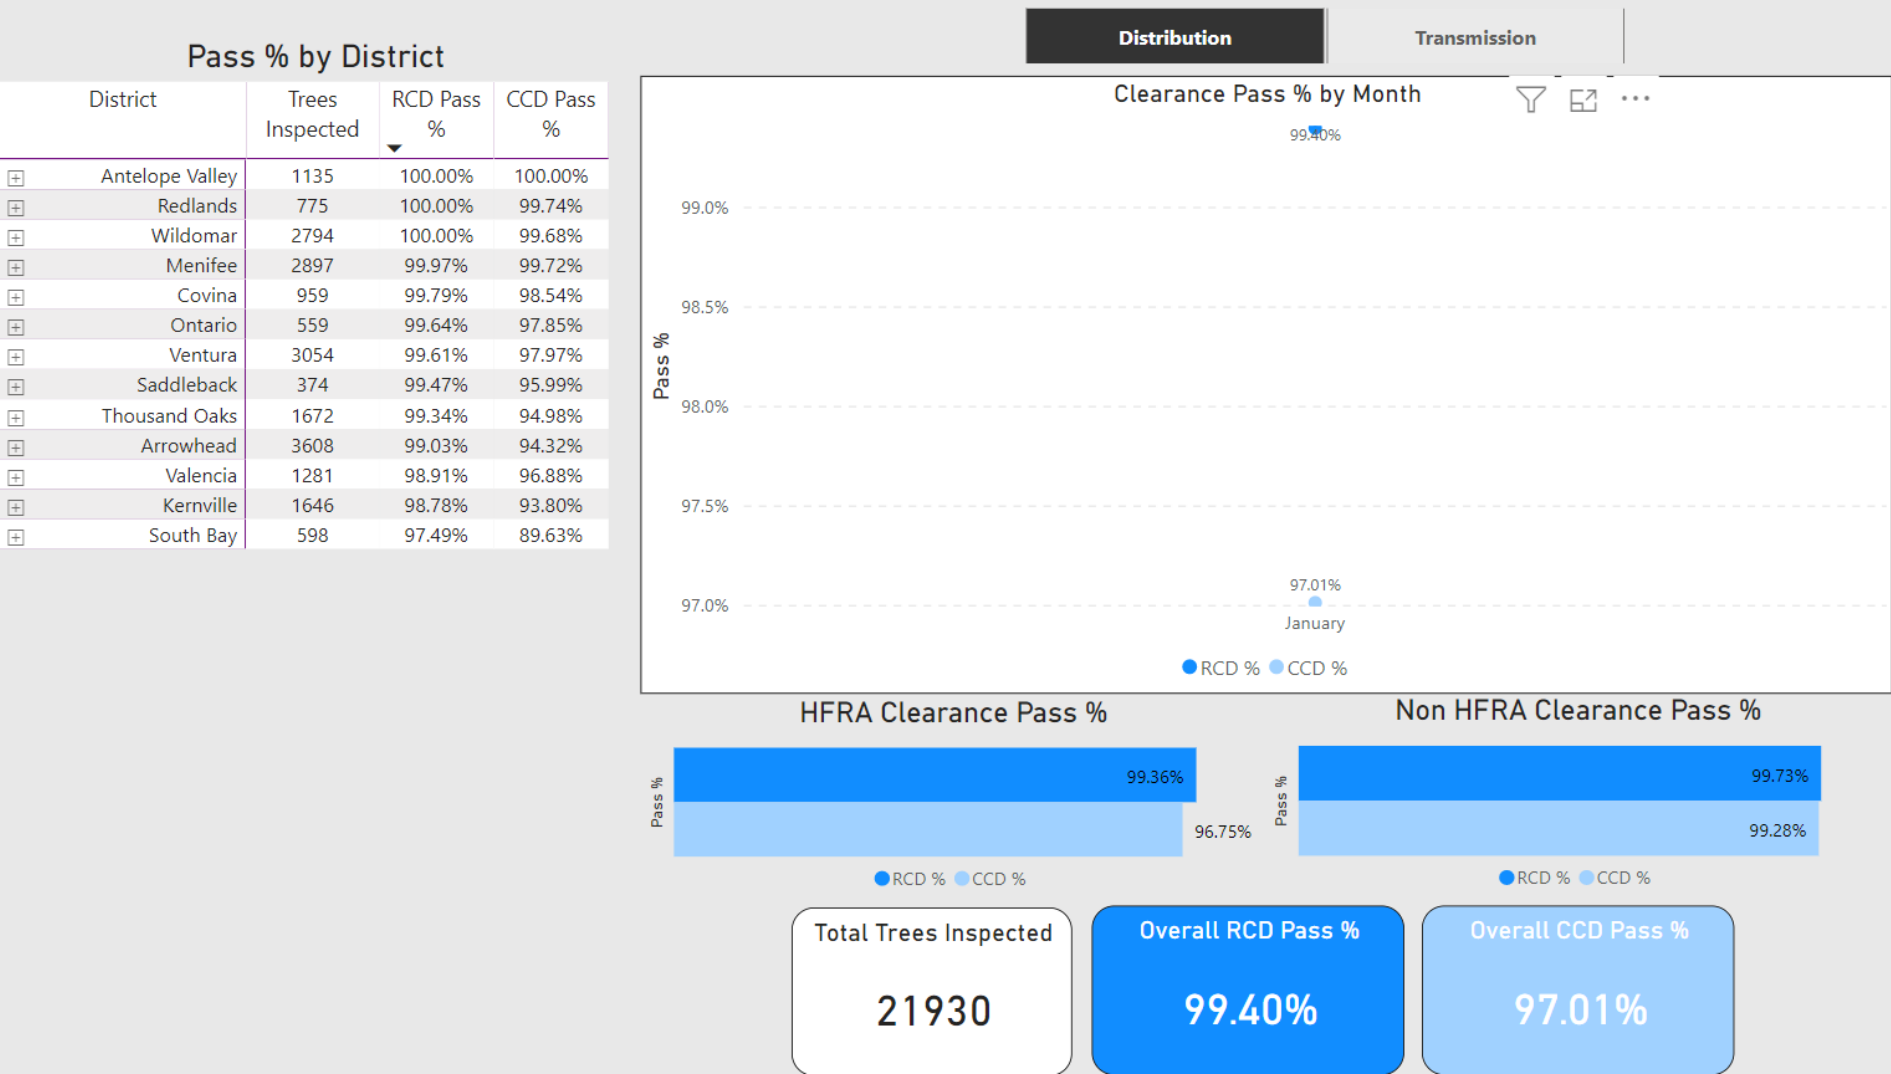 Distribution
Transmission
Pass % by District
District Trees Inspected RCD Pass % CCD Pass %
Antelope Valley 1135 100.00% 100.00%
Redlands 775 100.00% 99.74%
Wildomar 2794 100.00% 99.68%
Menifee 2897 99.97% 99.72%
Covina 959 99.79% 98.54%
Ontario 559 99.64% 97.85%
Ventura 3054 99.61% 97.97%
Saddleback 374 99.47% 95.99%
Thousand Oaks 1672 99.34% 94.98%
Arrowhead 3608 99.03% 94.32%
Valencia 1281 98.91% 96.88%
Kernville 1646 98.78% 93.80%
South Bay 598 97.49% 89.63%
Clearance Pass % by Month
99.40%
99.0%
98.5%
Pass %
98.0%
97.5%
97.01%
97.0%
January
RCD % CCD %
HFRA Clearance Pass %
Pass %
99.36%
96.75%
RCD % CCD %
Non HFRA Clearance Pass %
Pass %
99.73%
99.28%
RCD % CCD %
Total Trees Inspected
21930
Overall RCD Pass %
99.40%
Overall CCD Pass %
97.01%